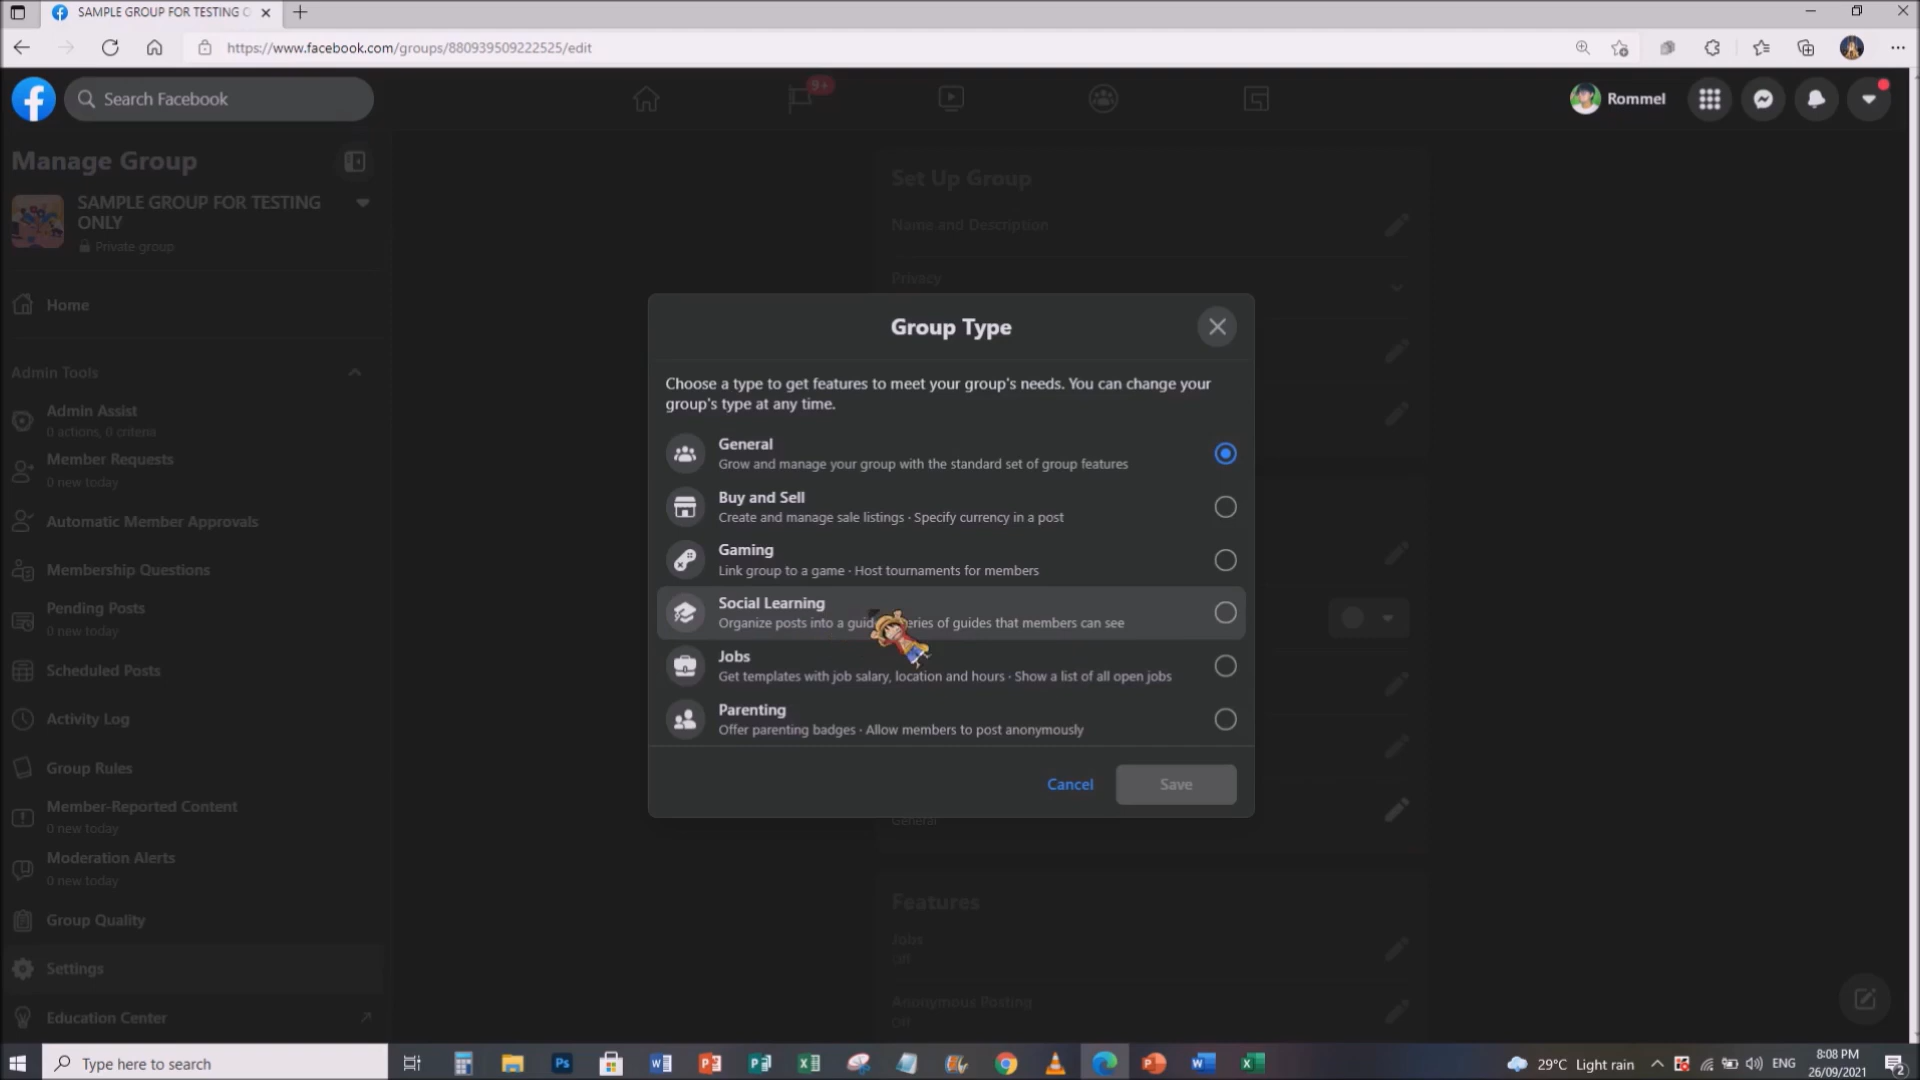 SAMPLE GROUP FOR TESTING O
https://www.facebook.com/groups/880939509222525/edit
Search Facebook
9+
Rommel
Manage Group
SAMPLE GROUP FOR TESTING
ONLY
Private group
Home
Admin Tools
Admin Assist
0 actions, 0 criteria
Member Requests
0 new today
Automatic Member Approvals
Membership Questions
Pending Posts
0 new today
Scheduled Posts
Activity Log
Group Rules
Member-Reported Content
0 new today
Moderation Alerts
0 new today
Group Quality
Settings
Education Center
Set Up Group
Name and Description
Privacy
Group Type
Choose a type to get features to meet your group's needs. You can change your
group's type at any time.
General
Grow and manage your group with the standard set of group features
Buy and Sell
Create and manage sale listings · Specify currency in a post
Gaming
Link group to a game · Host tournaments for members
Social Learning
Organize posts into a guide of guides that members can see
Jobs
Get templates with job salary, location and hours · Show a list of all open jobs
Parenting
Offer parenting badges · Allow members to post anonymously
Cancel
Save
General
Features
Jobs
Off
Anonymous Posting
Off
Type here to search
29°C Light rain
ENG
8:08 PM
26/09/2021
2